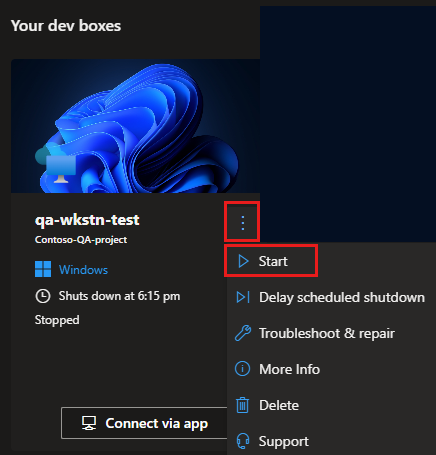 Your dev boxes
qa-wkstn-test
Contoso-QA-project
Windows
Shuts down at 6:15 pm
Stopped
Connect via app
Start
Delay scheduled shutdown
Troubleshoot & repair
More Info
Delete
Support